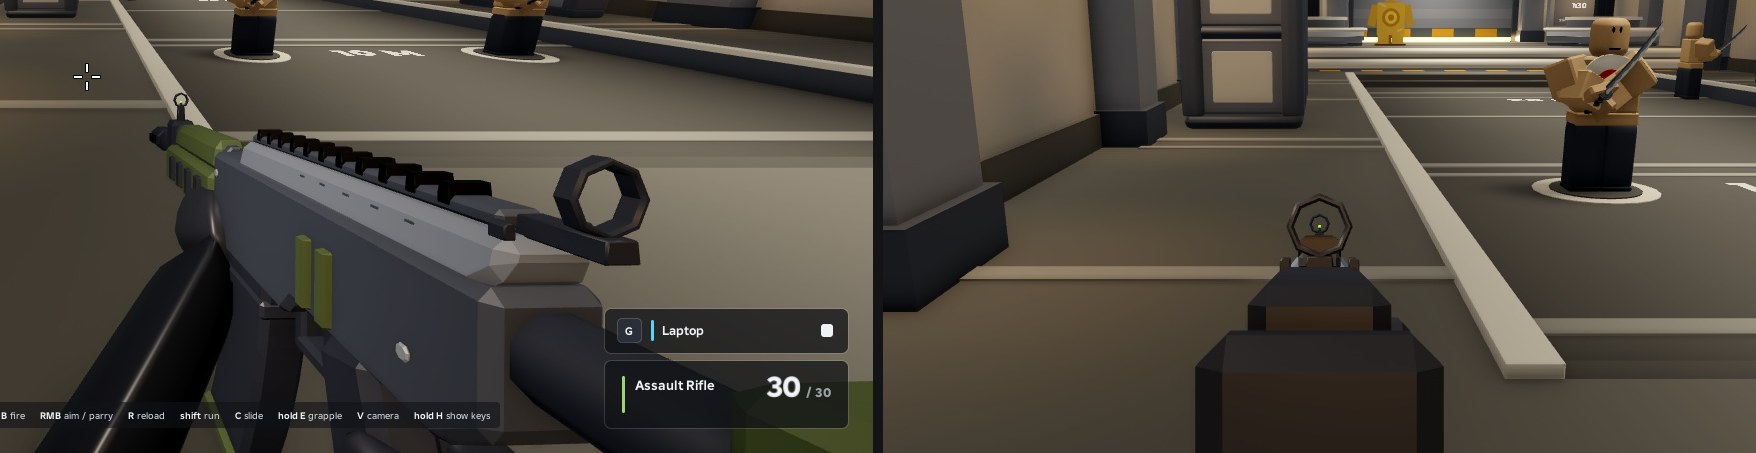 10 M
G Laptop
Assault Rifle 30 / 30
B fire RMB aim / parry R reload shift run C slide hold E grapple V camera hold H show keys